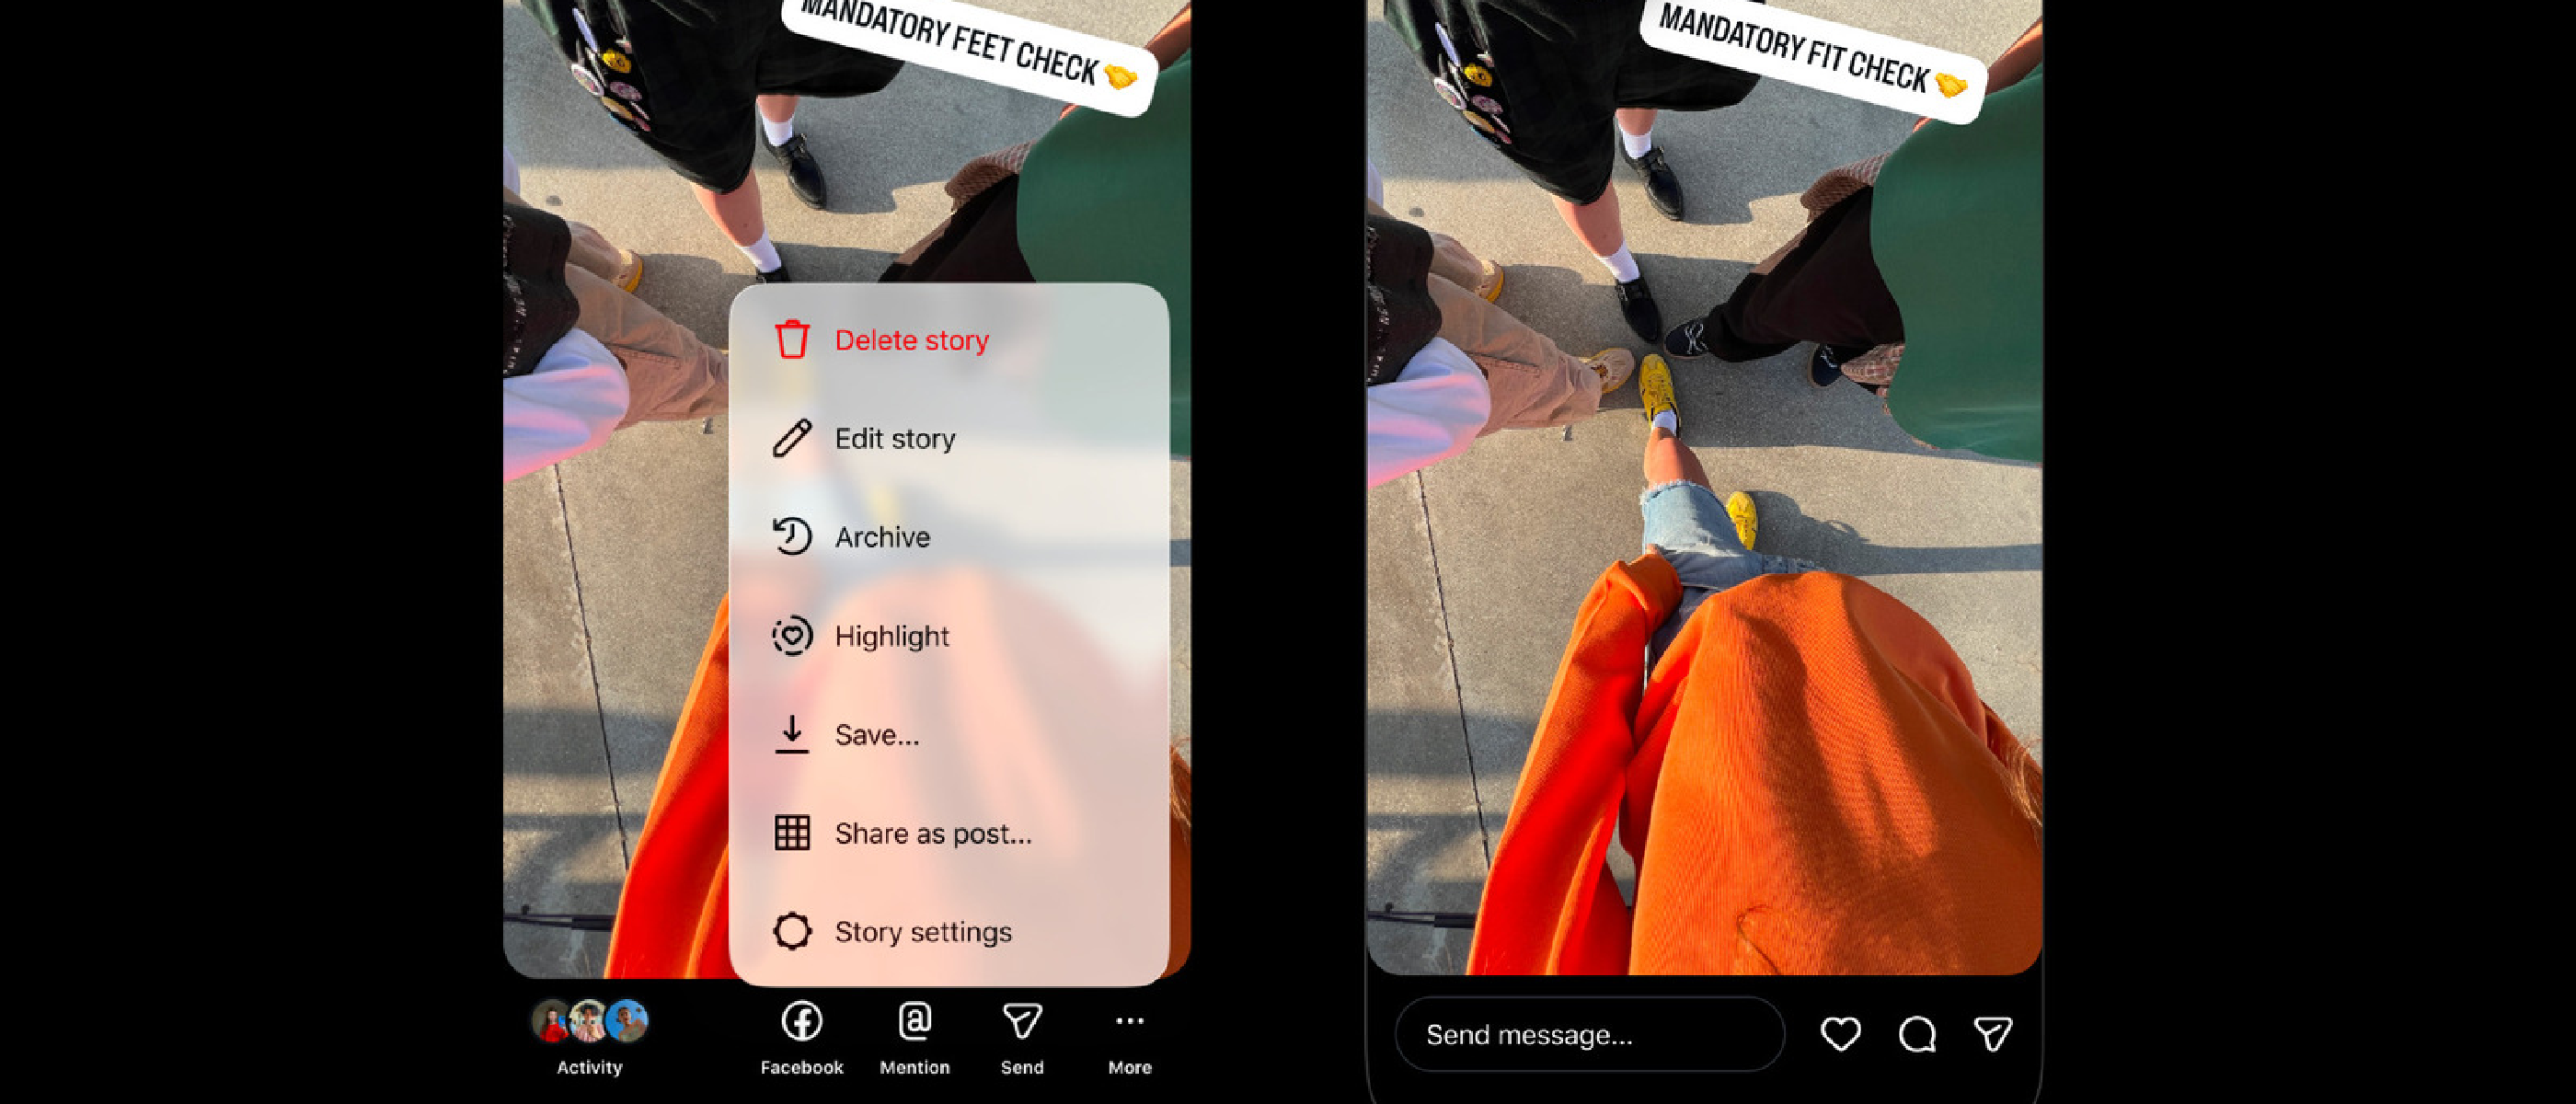 MANDATORY FEET CHECK
Delete story
Edit story
Archive
Highlight
Save...
Share as post...
Story settings
Activity
Facebook
Mention
Send
More
MANDATORY FIT CHECK
Send message...